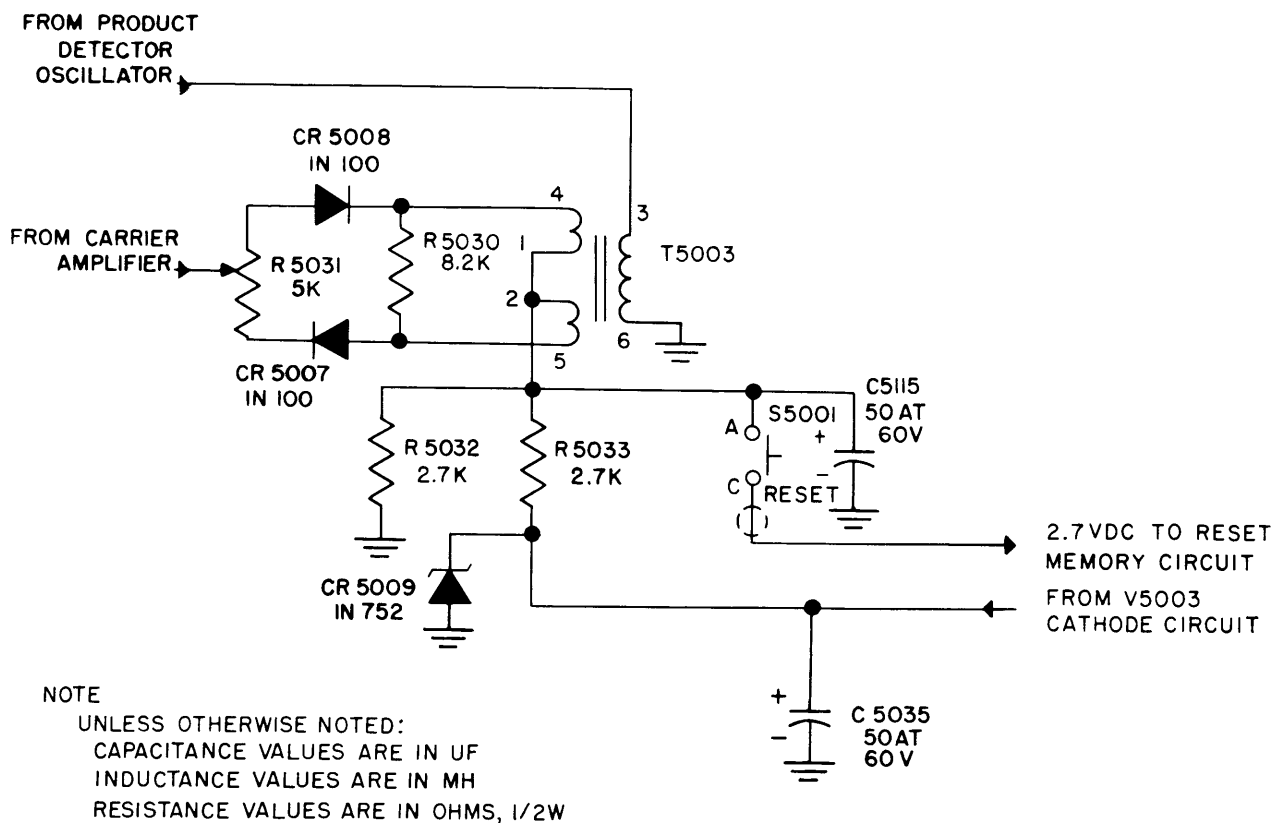 FROM PRODUCT
DETECTOR
OSCILLATOR
CR 5008
IN 100
4
3
FROM CARRIER
AMPLIFIER
R 5031
5K
R 5030
8.2K
1
T5003
2
5
6
CR 5007
IN 100
C5115
50 AT
60V
S5001
A
+
-
R 5032
2.7K
R 5033
2.7K
C
RESET
2.7VDC TO RESET
MEMORY CIRCUIT
CR 5009
IN 752
FROM V5003
CATHODE CIRCUIT
+
-
C 5035
50 AT
60 V
NOTE
UNLESS OTHERWISE NOTED:
CAPACITANCE VALUES ARE IN UF
INDUCTANCE VALUES ARE IN MH
RESISTANCE VALUES ARE IN OHMS, 1/2W